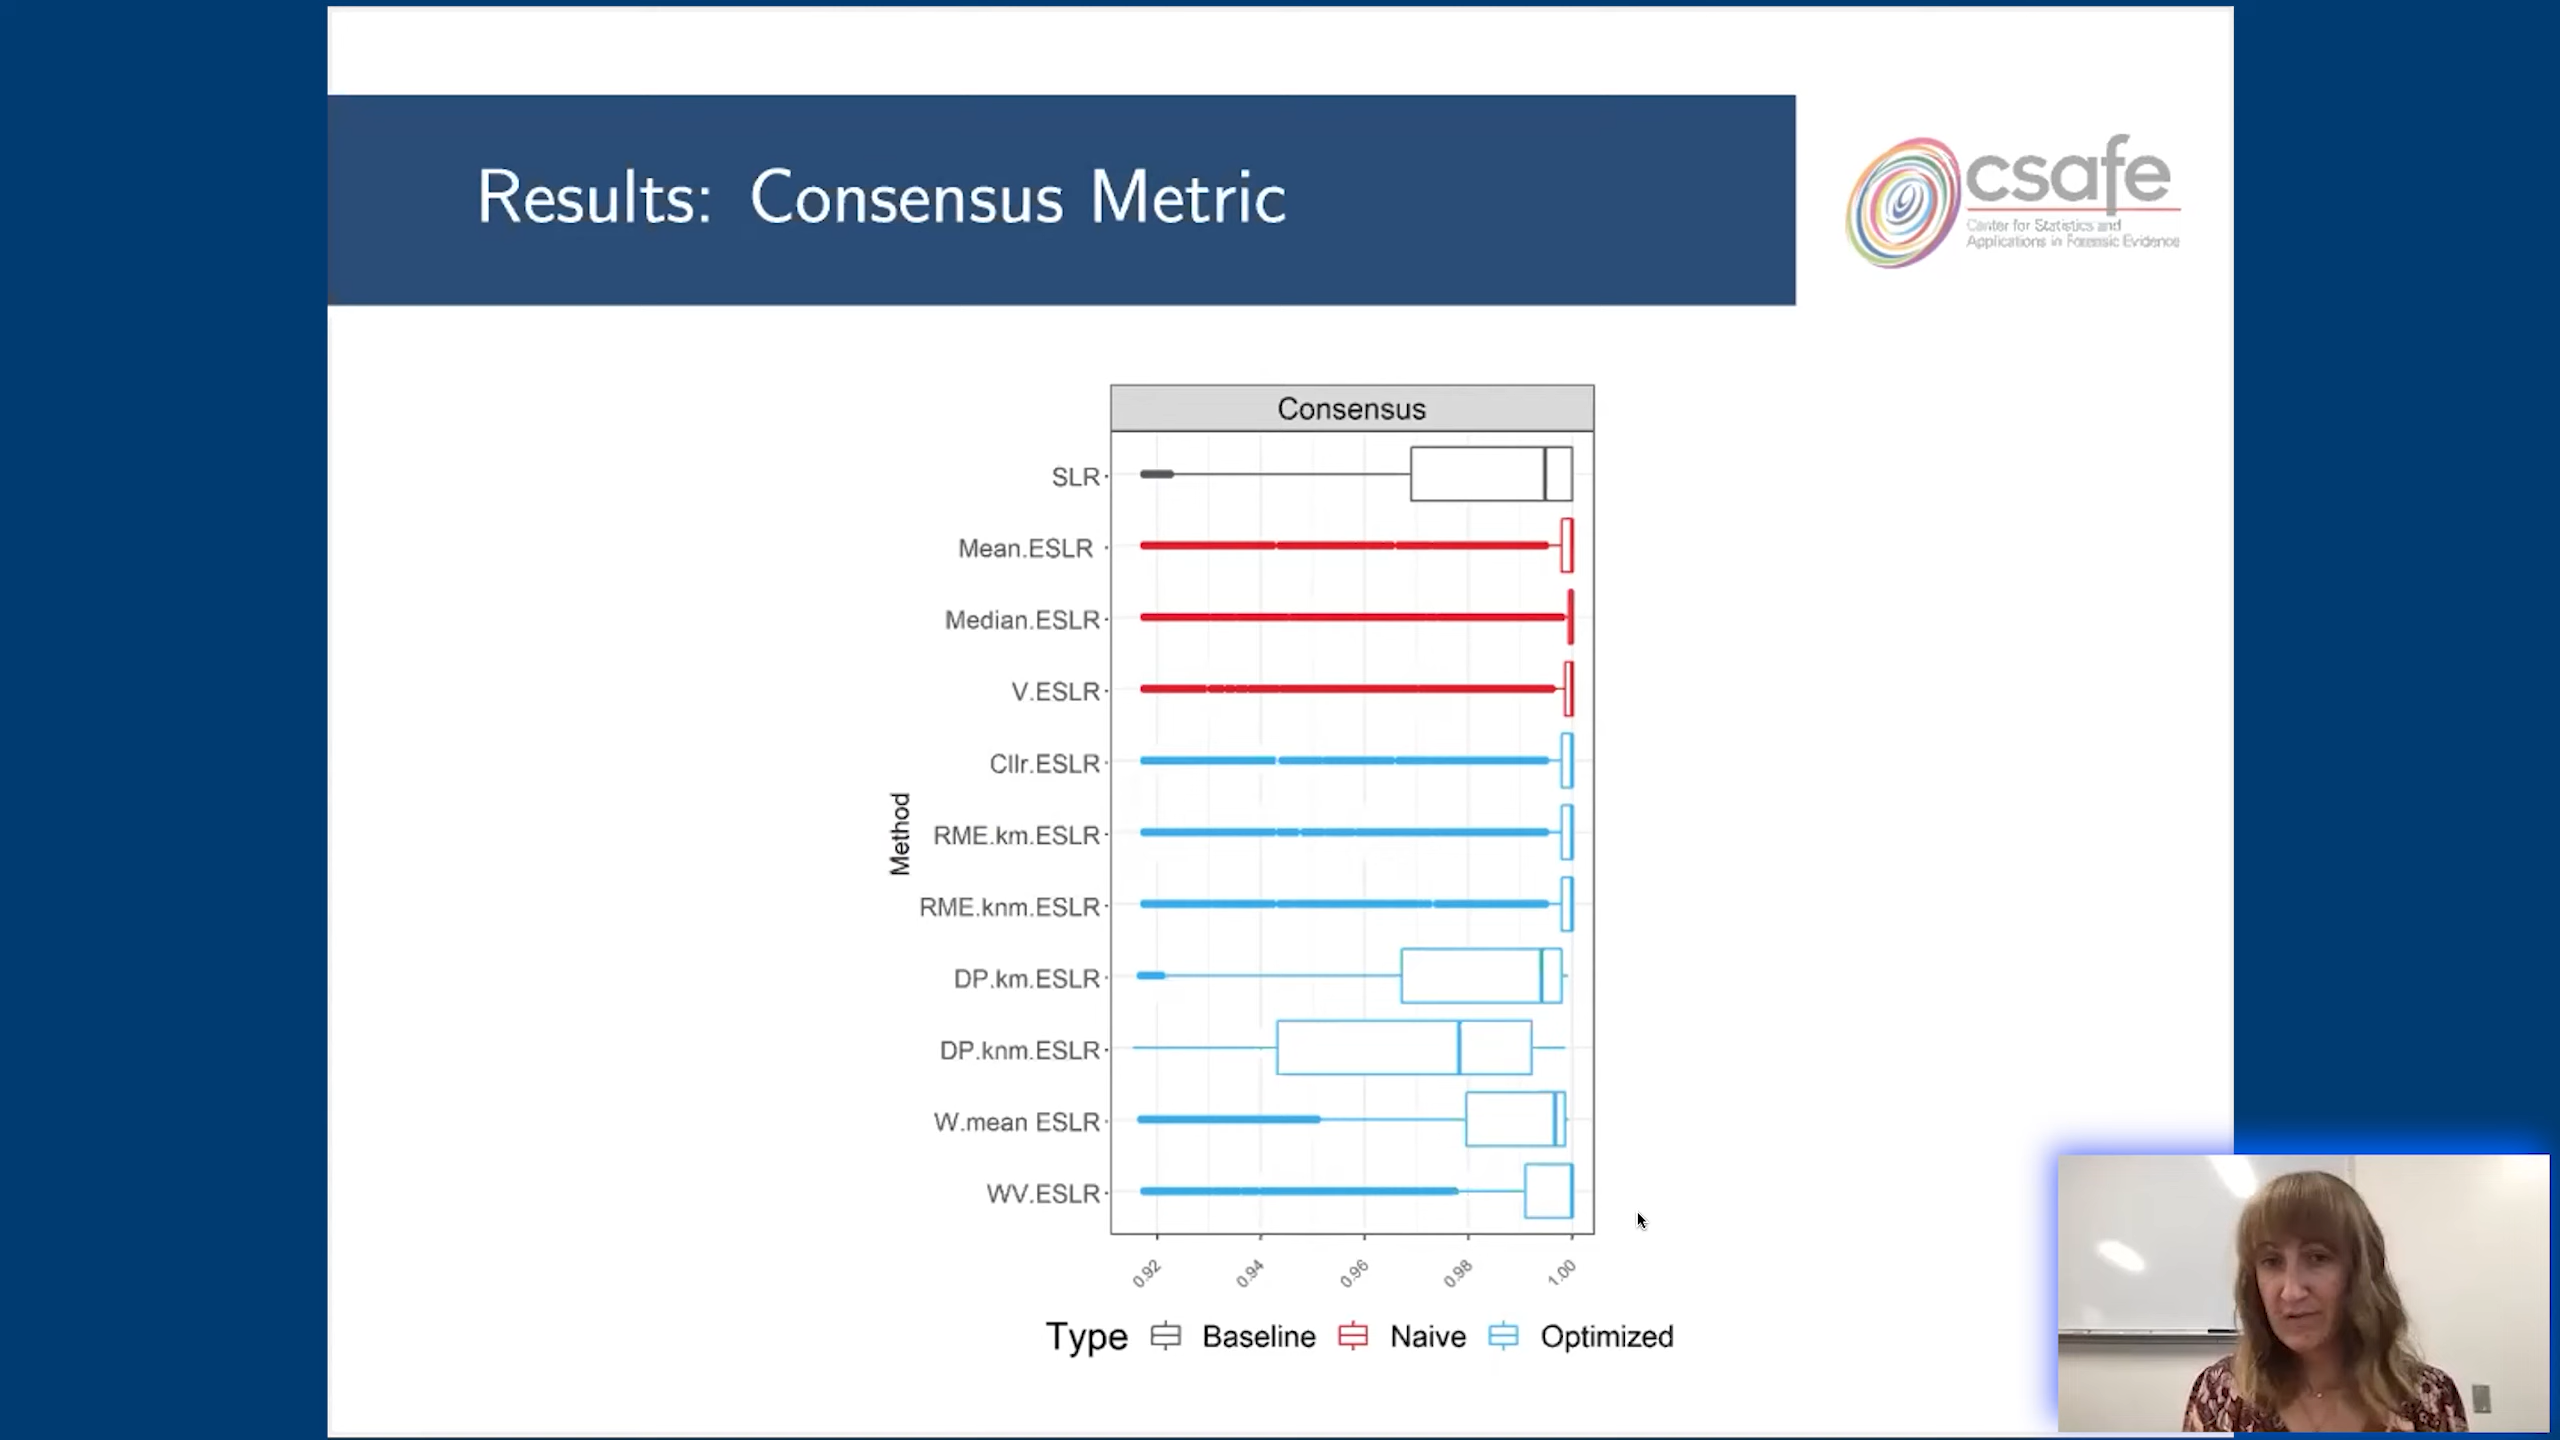 Results: Consensus Metric
csafe
Center for Statistics and
Applications in Forensic Evidence
Consensus
SLR
Mean.ESLR
Median.ESLR
V.ESLR
Cllr.ESLR
RME.km.ESLR
RME.knm.ESLR
DP.km.ESLR
DP.knm.ESLR
W.mean ESLR
WV.ESLR
Method
0.92 0.94 0.96 0.98 1.00
Type Baseline Naive Optimized